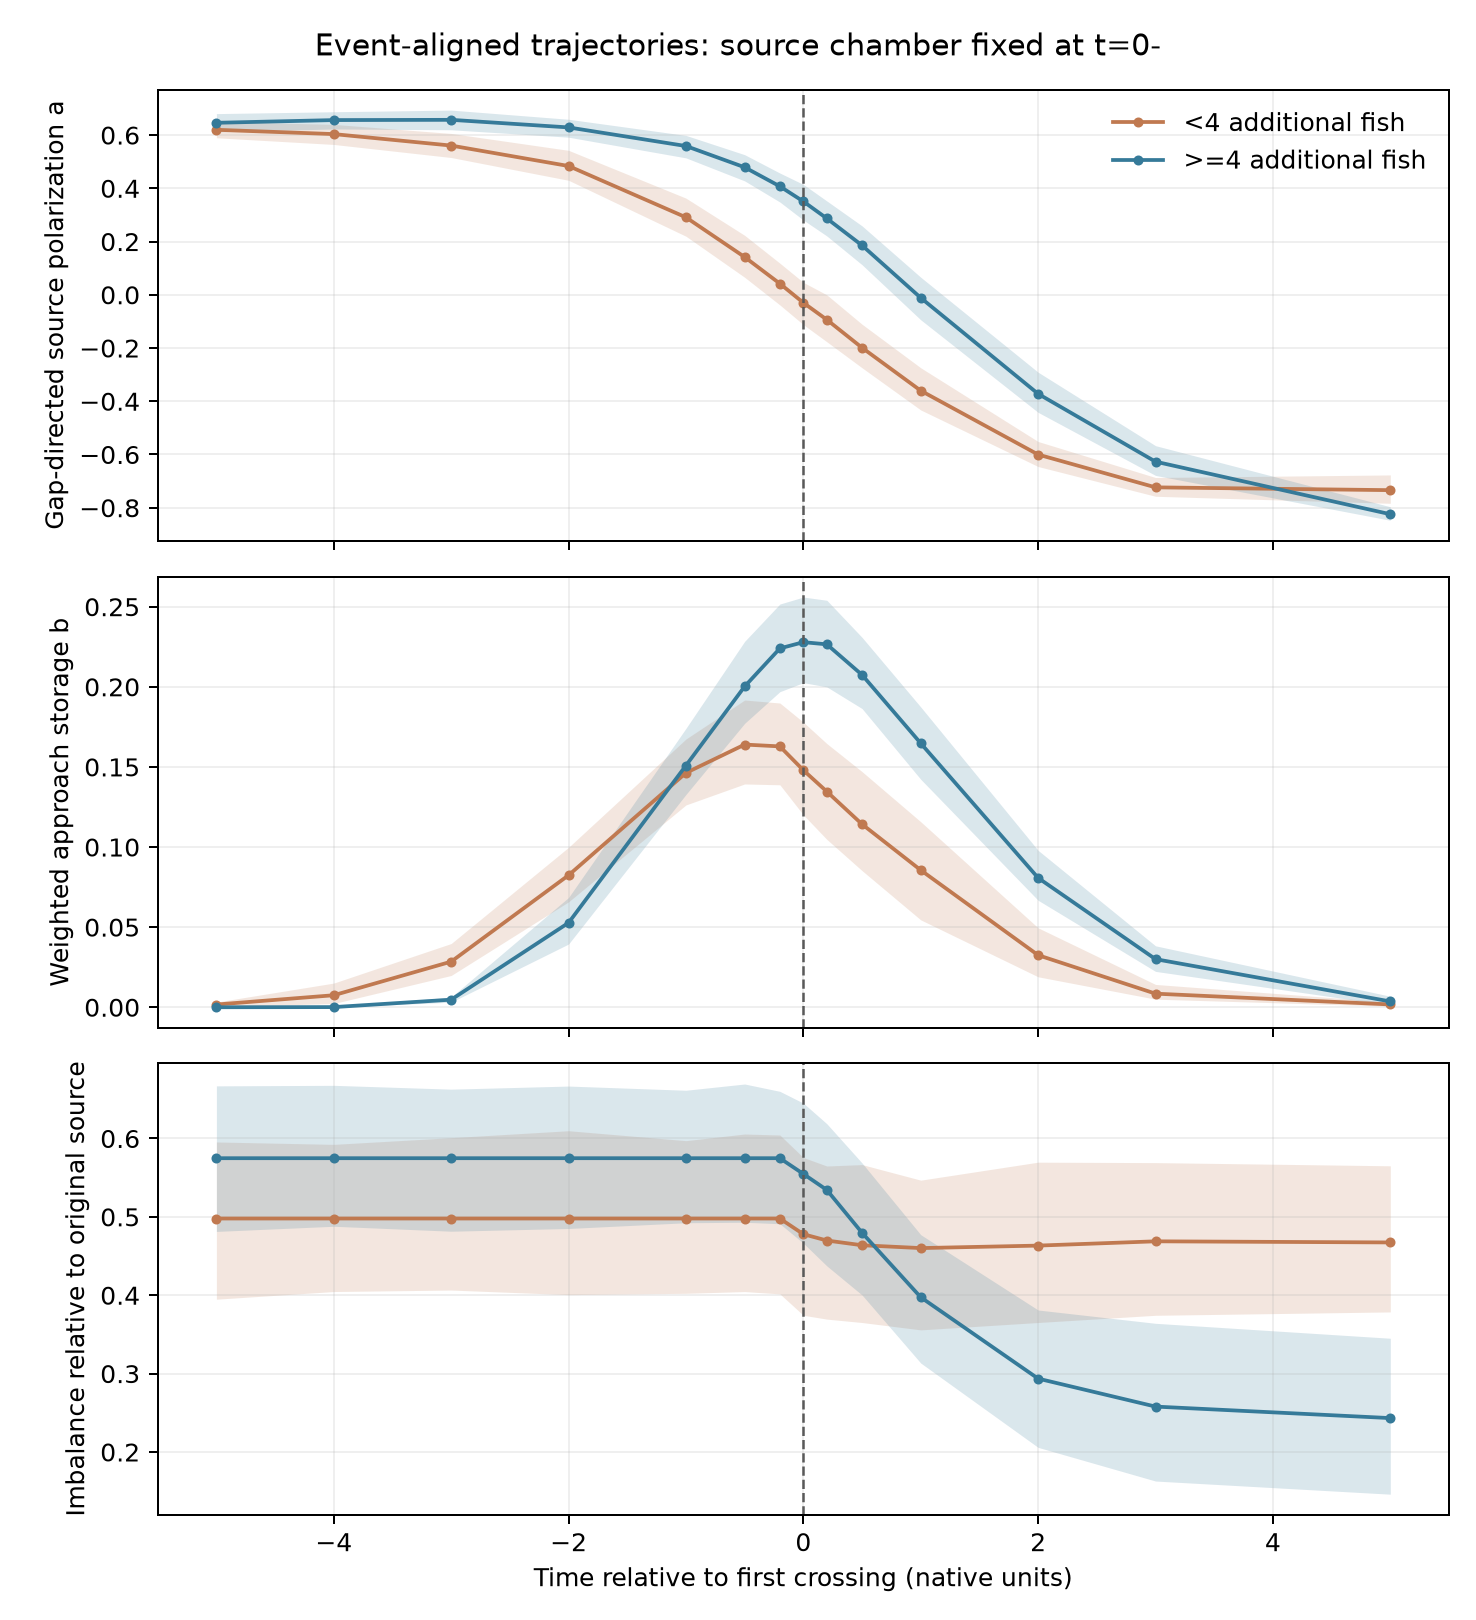 Event-aligned trajectories: source chamber fixed at t=0-
Gap-directed source polarization a
0.6
0.4
0.2
0.0
−0.2
−0.4
−0.6
−0.8
<4 additional fish
>=4 additional fish
Weighted approach storage b
0.25
0.20
0.15
0.10
0.05
0.00
Imbalance relative to original source
0.6
0.5
0.4
0.3
0.2
−4 −2 0 2 4
Time relative to first crossing (native units)